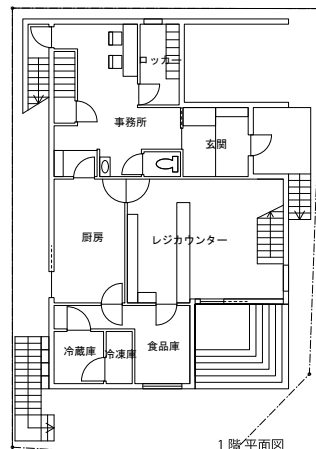 ロッカー
事務所
玄関
厨房
レジカウンター
冷蔵庫
冷凍庫
食品庫
1階平面図